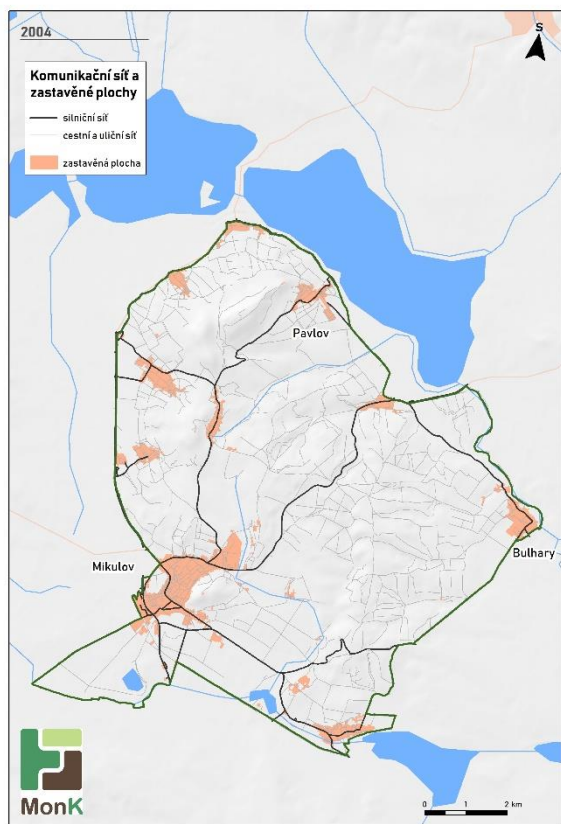 2004
S
Komunikační síť a
zastavěné plochy
silniční síť
cestní a uliční síť
zastavěná plocha
Pavlov
Mikulov
Bulhary
MonK
0 1 2 km